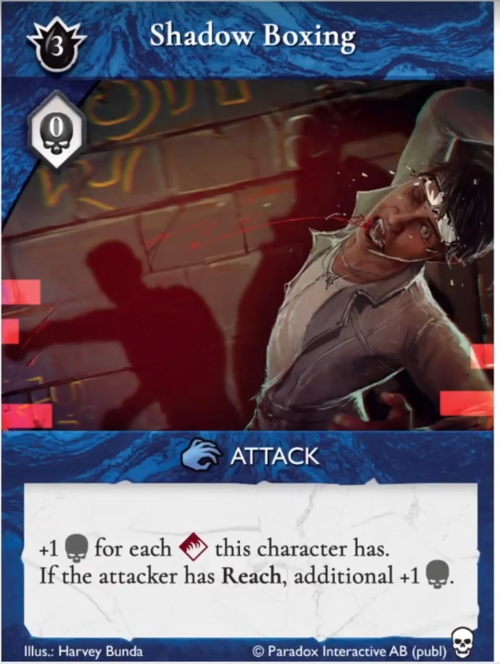 3
Shadow Boxing
0
ATTACK
+1 for each this character has.
If the attacker has Reach, additional +1 .
Illus.: Harvey Bunda
© Paradox Interactive AB (publ)